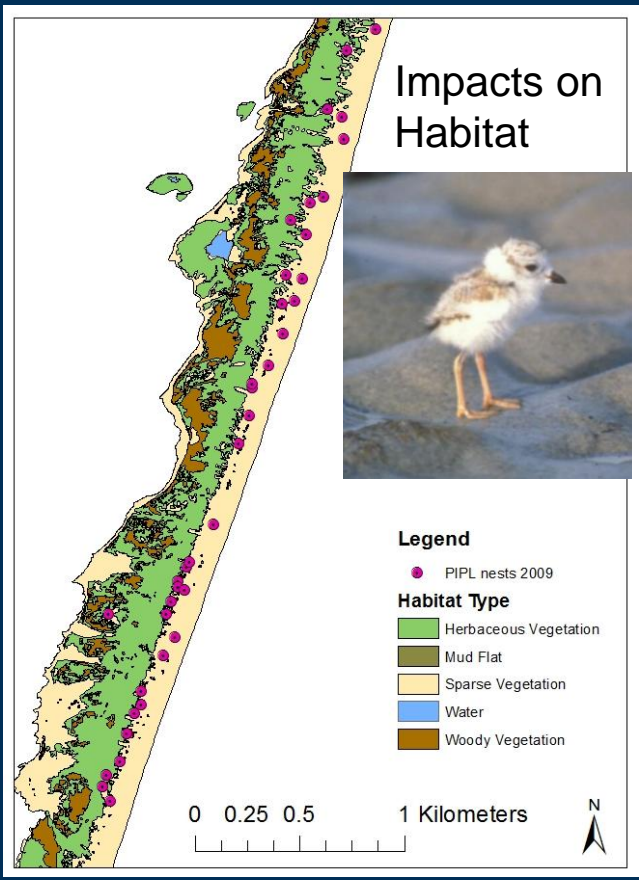 Impacts on
Habitat
Legend
PIPL nests 2009
Habitat Type
Herbaceous Vegetation
Mud Flat
Sparse Vegetation
Water
Woody Vegetation
0 0.25 0.5 1 Kilometers
N